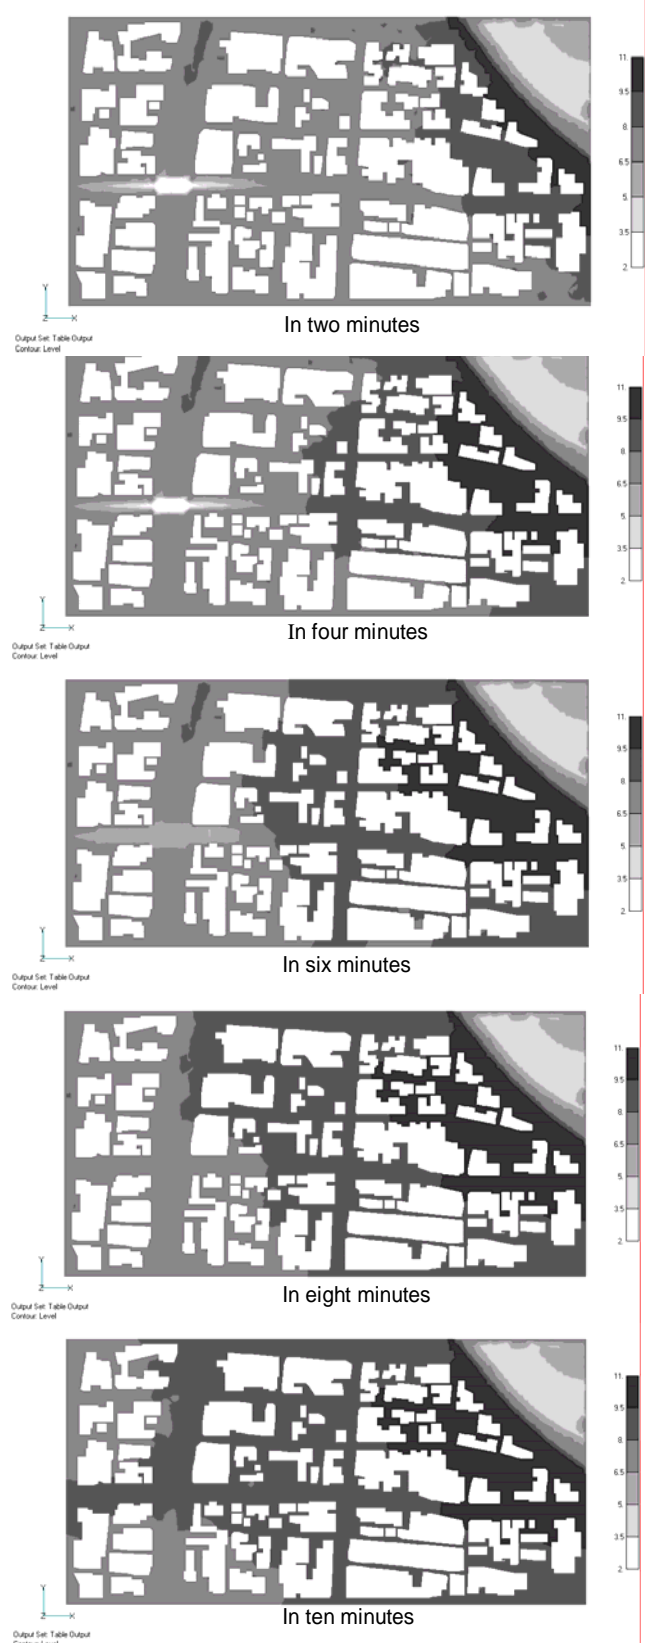 11.
9.5
8.
6.5
5.
3.5
2.
Y
Z X
In two minutes
Output Set: Table Output
Contour: Level
11.
9.5
8.
6.5
5.
3.5
2.
Y
Z X
In four minutes
Output Set: Table Output
Contour: Level
11.
9.5
8.
6.5
5.
3.5
2.
Y
Z X
In six minutes
Output Set: Table Output
Contour: Level
11.
9.5
8.
6.5
5.
3.5
2.
Y
Z X
In eight minutes
Output Set: Table Output
Contour: Level
11.
9.5
8.
6.5
5.
3.5
2.
Y
Z X
In ten minutes
Output Set: Table Output
Contour: Level